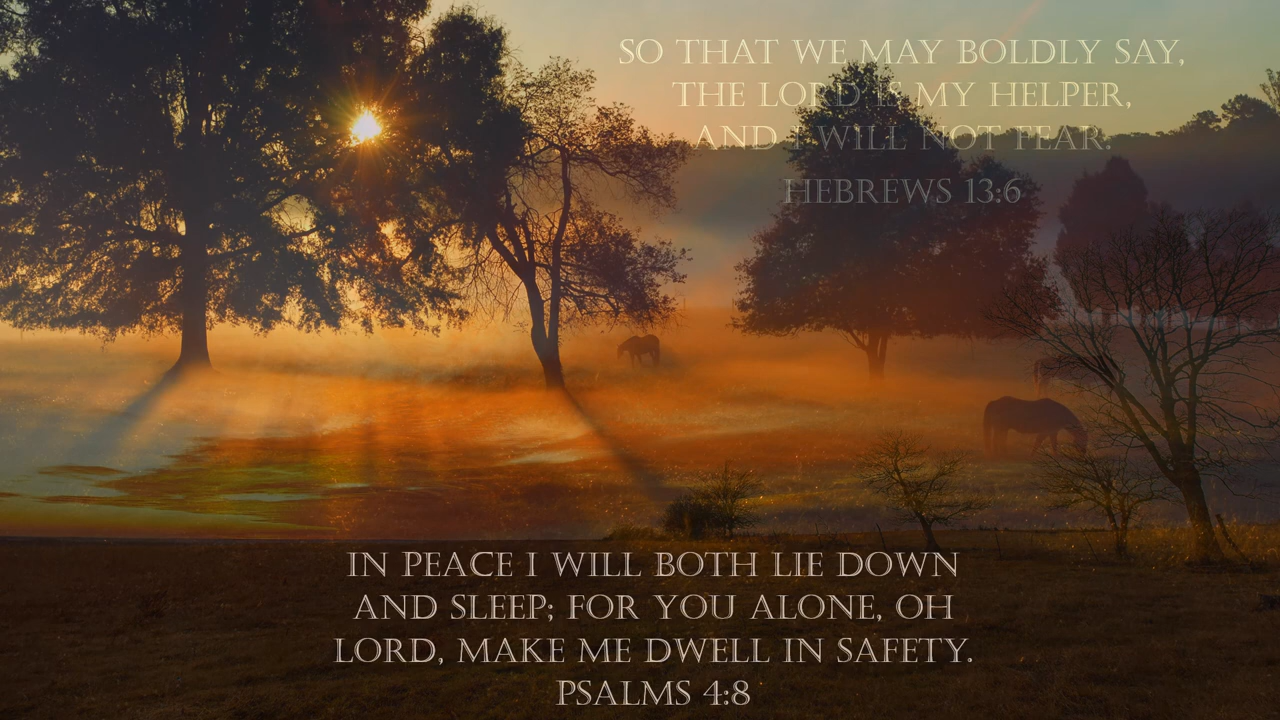 SO THAT WE MAY BOLDLY SAY,
THE LORD IS MY HELPER,
AND I WILL NOT FEAR.
HEBREWS 13:6
IN PEACE I WILL BOTH LIE DOWN
AND SLEEP; FOR YOU ALONE, OH
LORD, MAKE ME DWELL IN SAFETY.
PSALMS 4:8